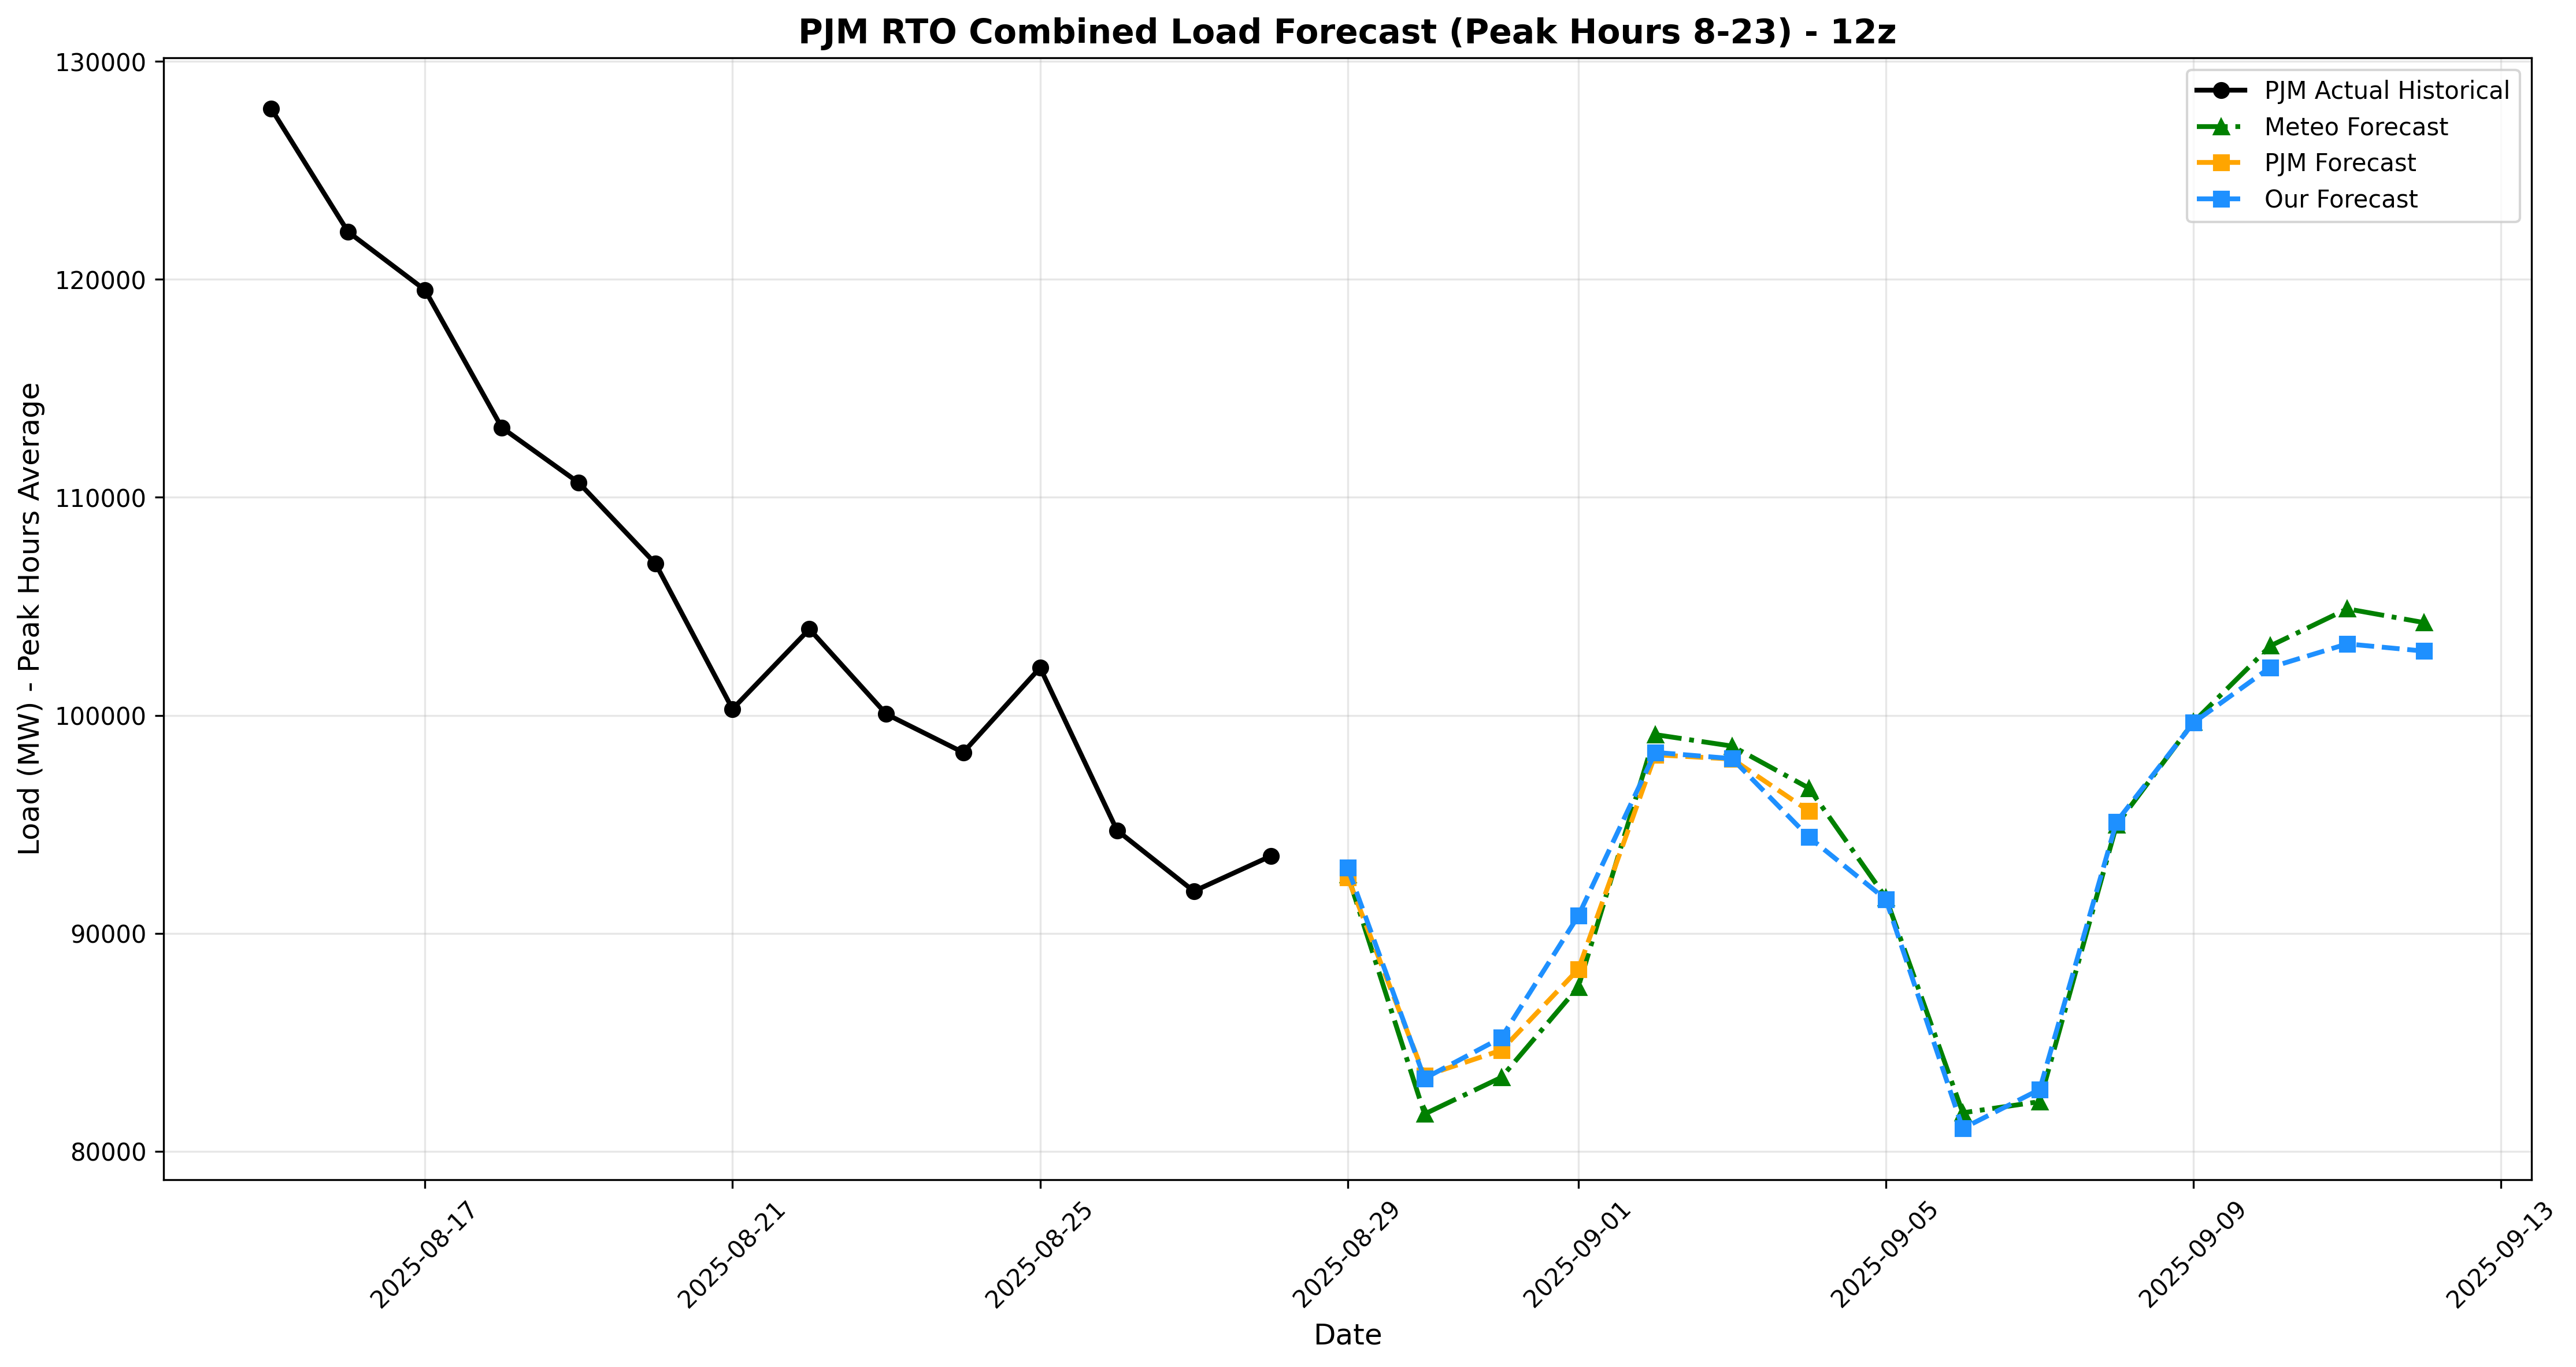 PJM RTO Combined Load Forecast (Peak Hours 8-23) - 12z
PJM Actual Historical
Meteo Forecast
PJM Forecast
Our Forecast
Load (MW) - Peak Hours Average
130000
120000
110000
100000
90000
80000
2025-08-17
2025-08-21
2025-08-25
2025-08-29
2025-09-01
2025-09-05
2025-09-09
2025-09-13
Date